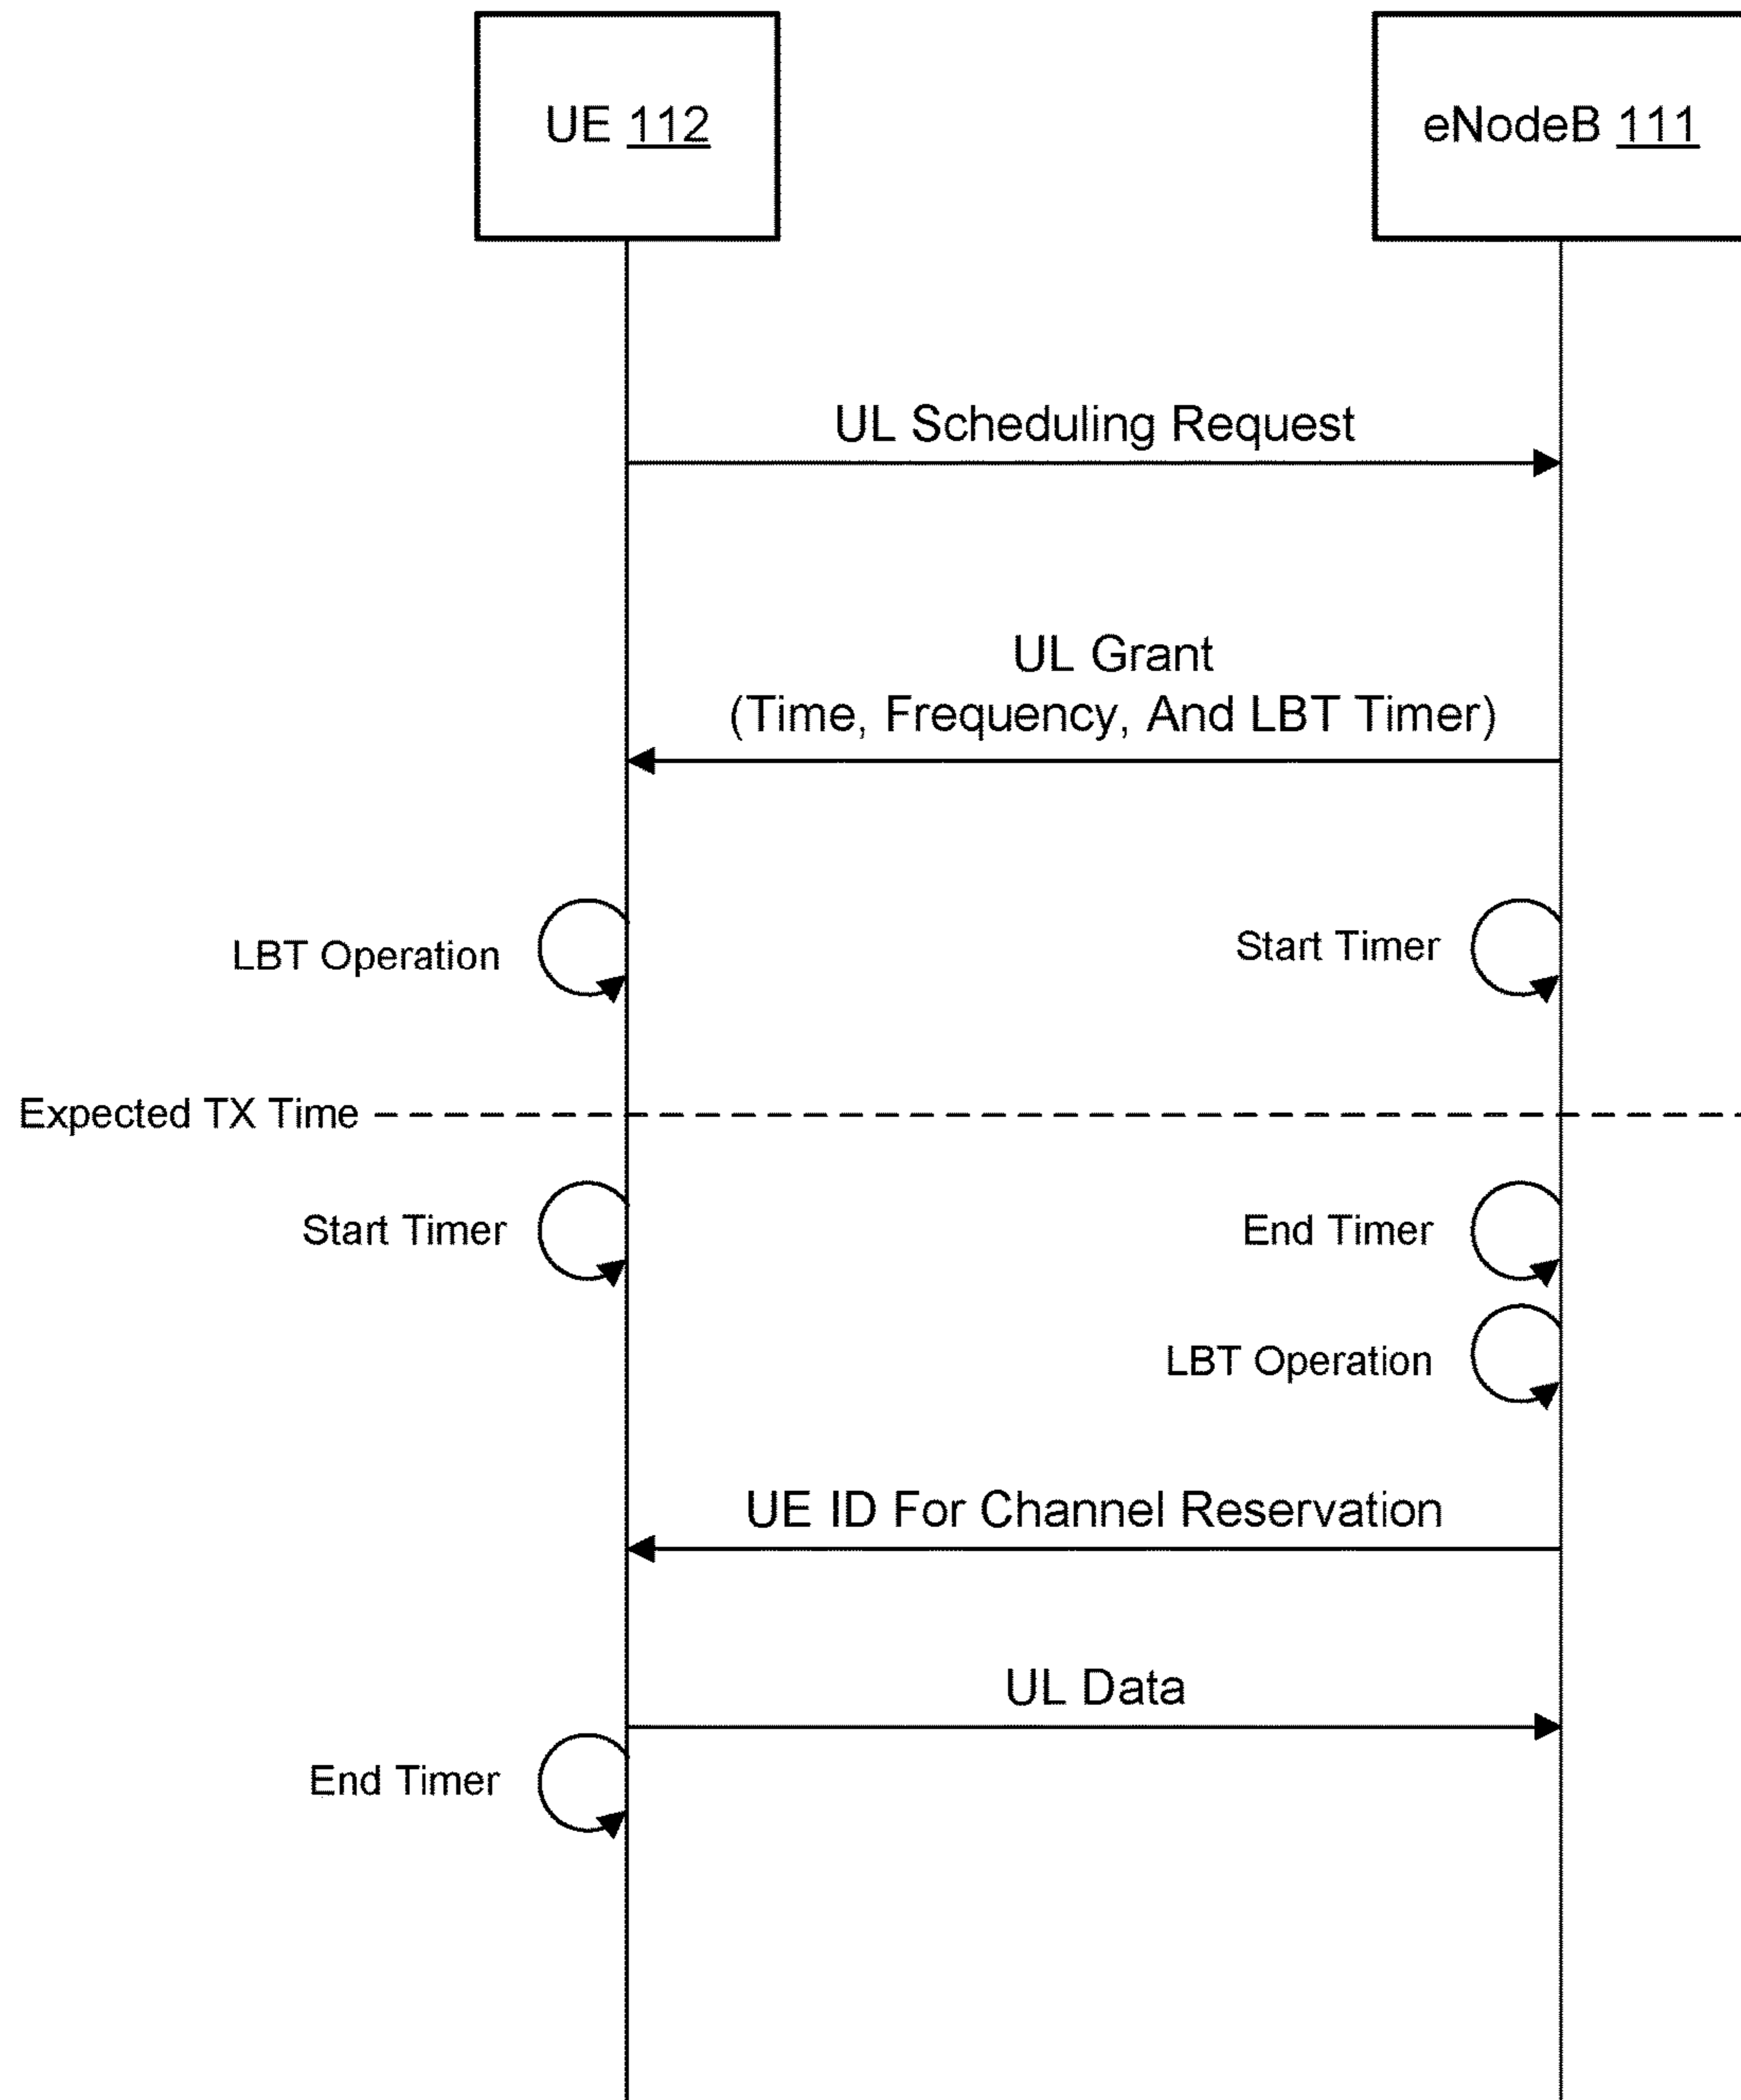 UE 112
eNodeB 111
UL Scheduling Request
UL Grant
(Time, Frequency, And LBT Timer)
LBT Operation
Start Timer
Expected TX Time
Start Timer
End Timer
LBT Operation
UE ID For Channel Reservation
UL Data
End Timer